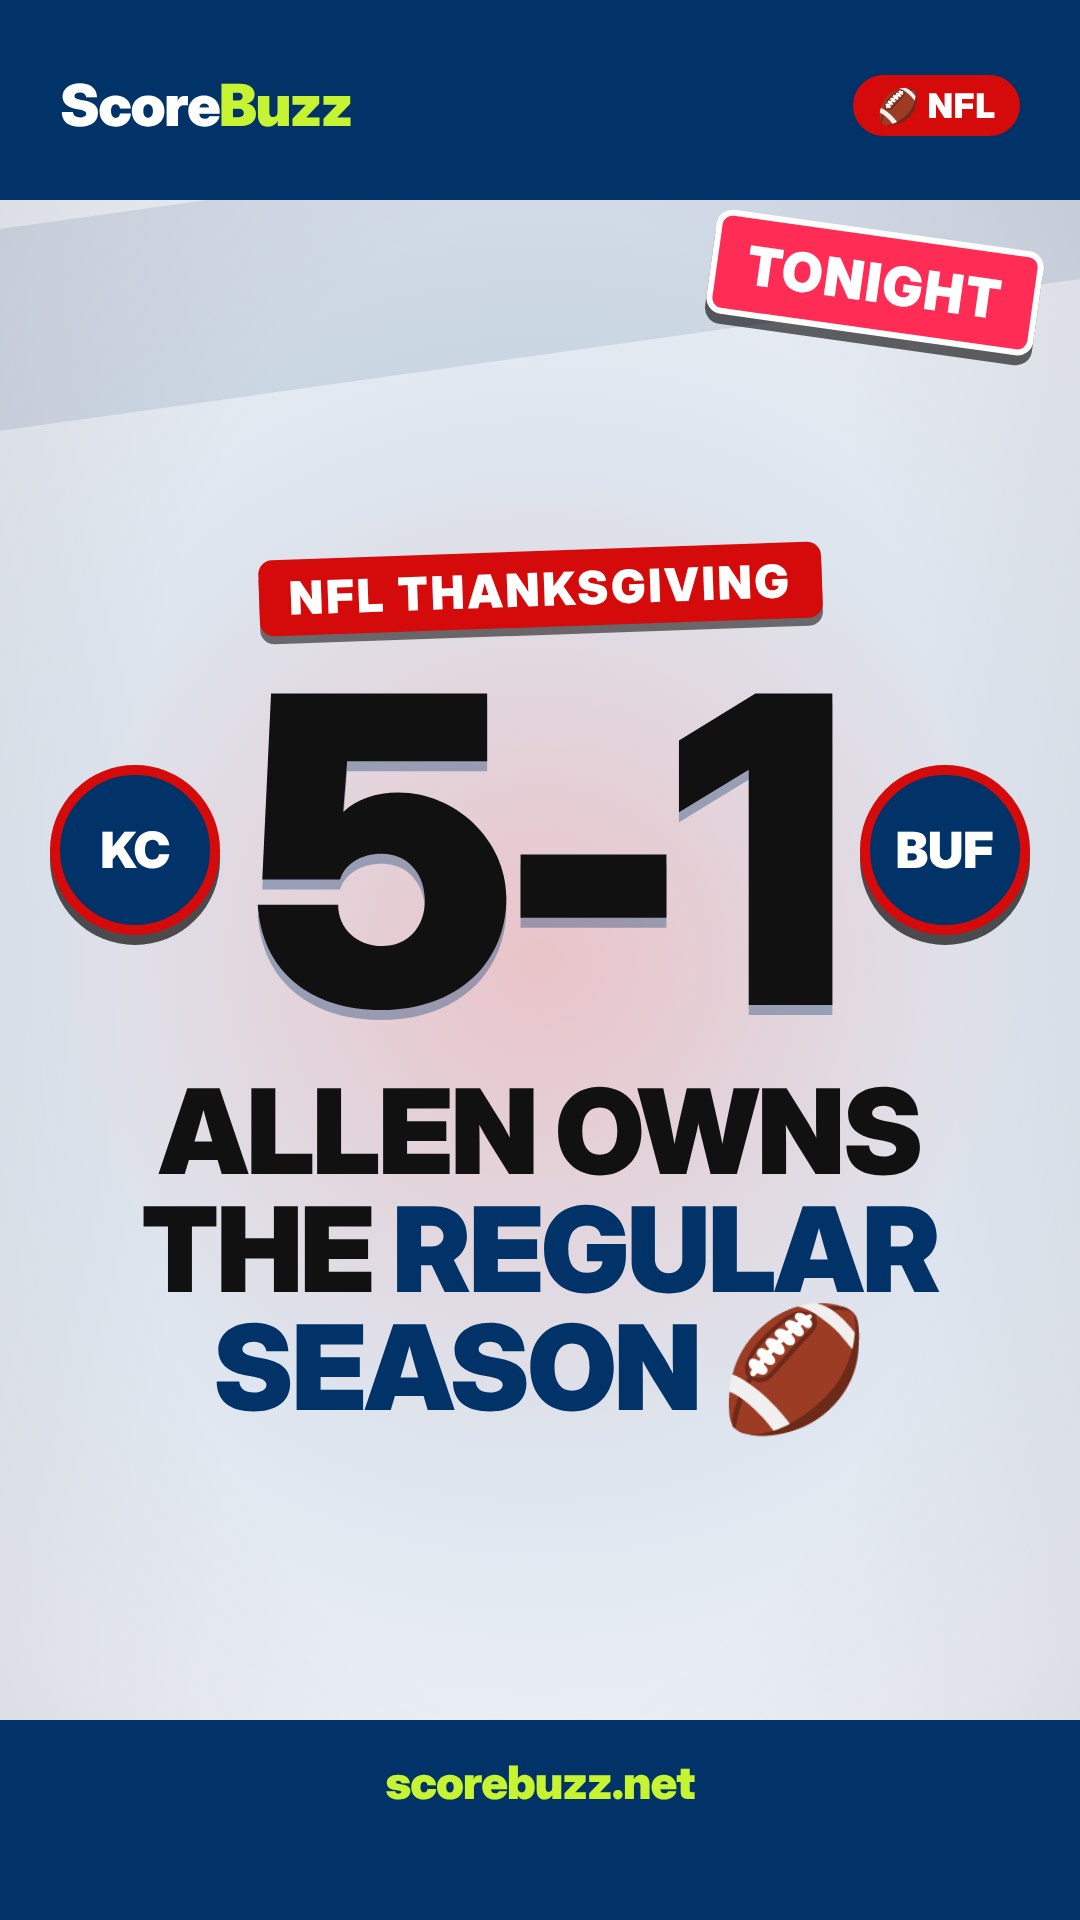 ScoreBuzz
🏈 NFL
TONIGHT
NFL THANKSGIVING
KC
5-1
BUF
ALLEN OWNS
THE REGULAR
SEASON 🏈
scorebuzz.net